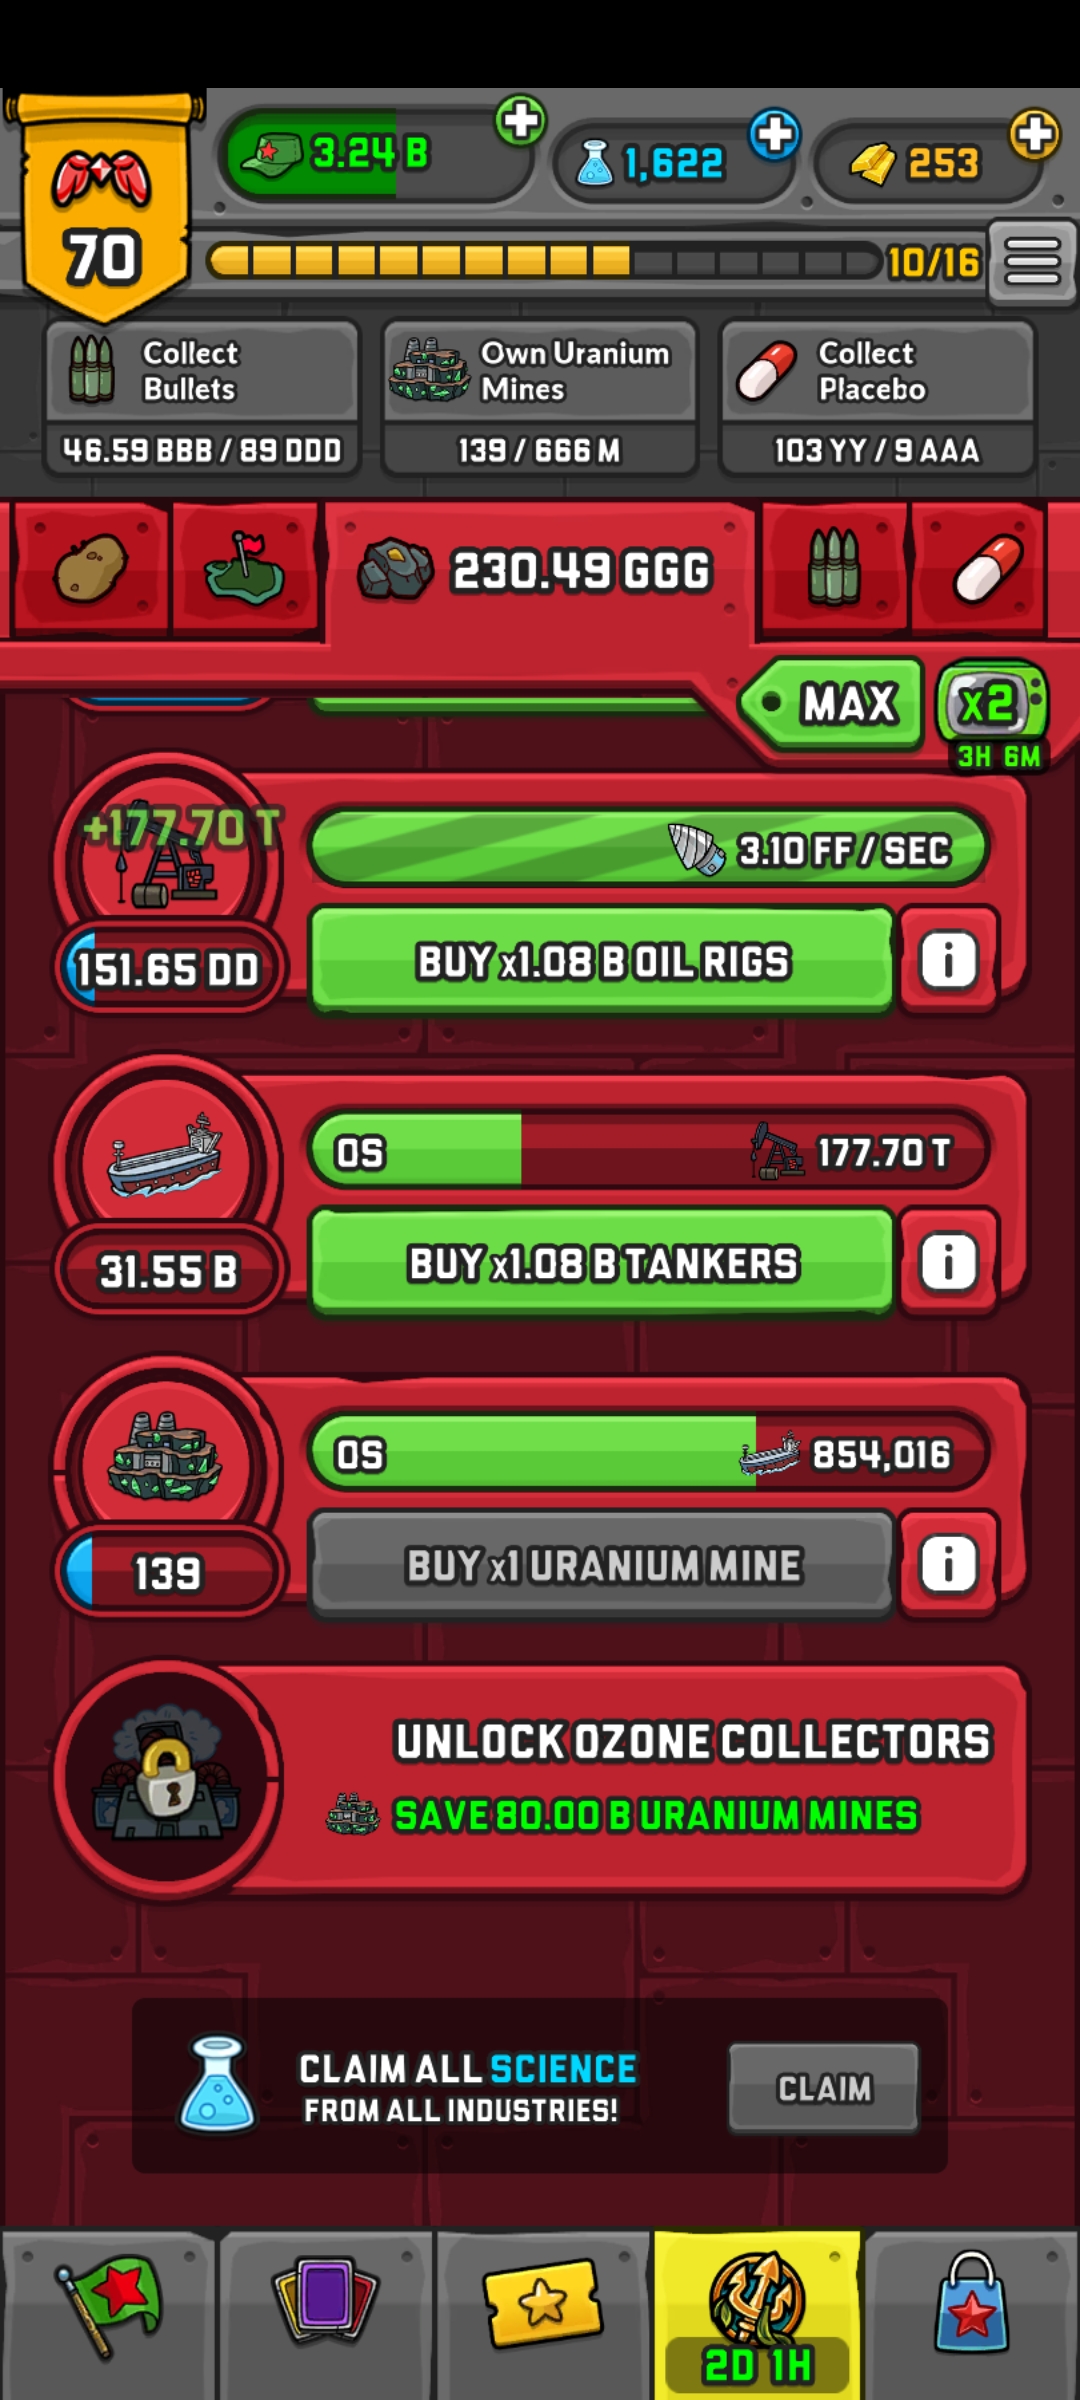 70
3.24 B
1,622
253
10/16
Collect
Bullets
46.59 BBB / 89 DDD
Own Uranium
Mines
139 / 666 M
Collect
Placebo
103 YY / 9 AAA
230.49 GGG
MAX
x2
3H 6M
+177.70 T
3.10 FF / SEC
151.65 DD
BUY x1.08 B OIL RIGS
i
0S
177.70 T
31.55 B
BUY x1.08 B TANKERS
i
0S
854,016
139
BUY x1 URANIUM MINE
i
UNLOCK OZONE COLLECTORS
SAVE 80.00 B URANIUM MINES
CLAIM ALL SCIENCE
FROM ALL INDUSTRIES!
CLAIM
2D 1H